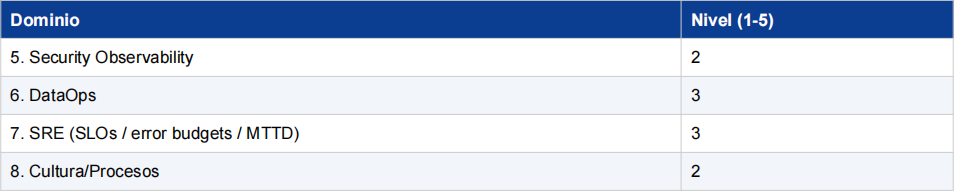 Dominio Nivel (1-5)
5. Security Observability 2
6. DataOps 3
7. SRE (SLOs / error budgets / MTTD) 3
8. Cultura/Procesos 2